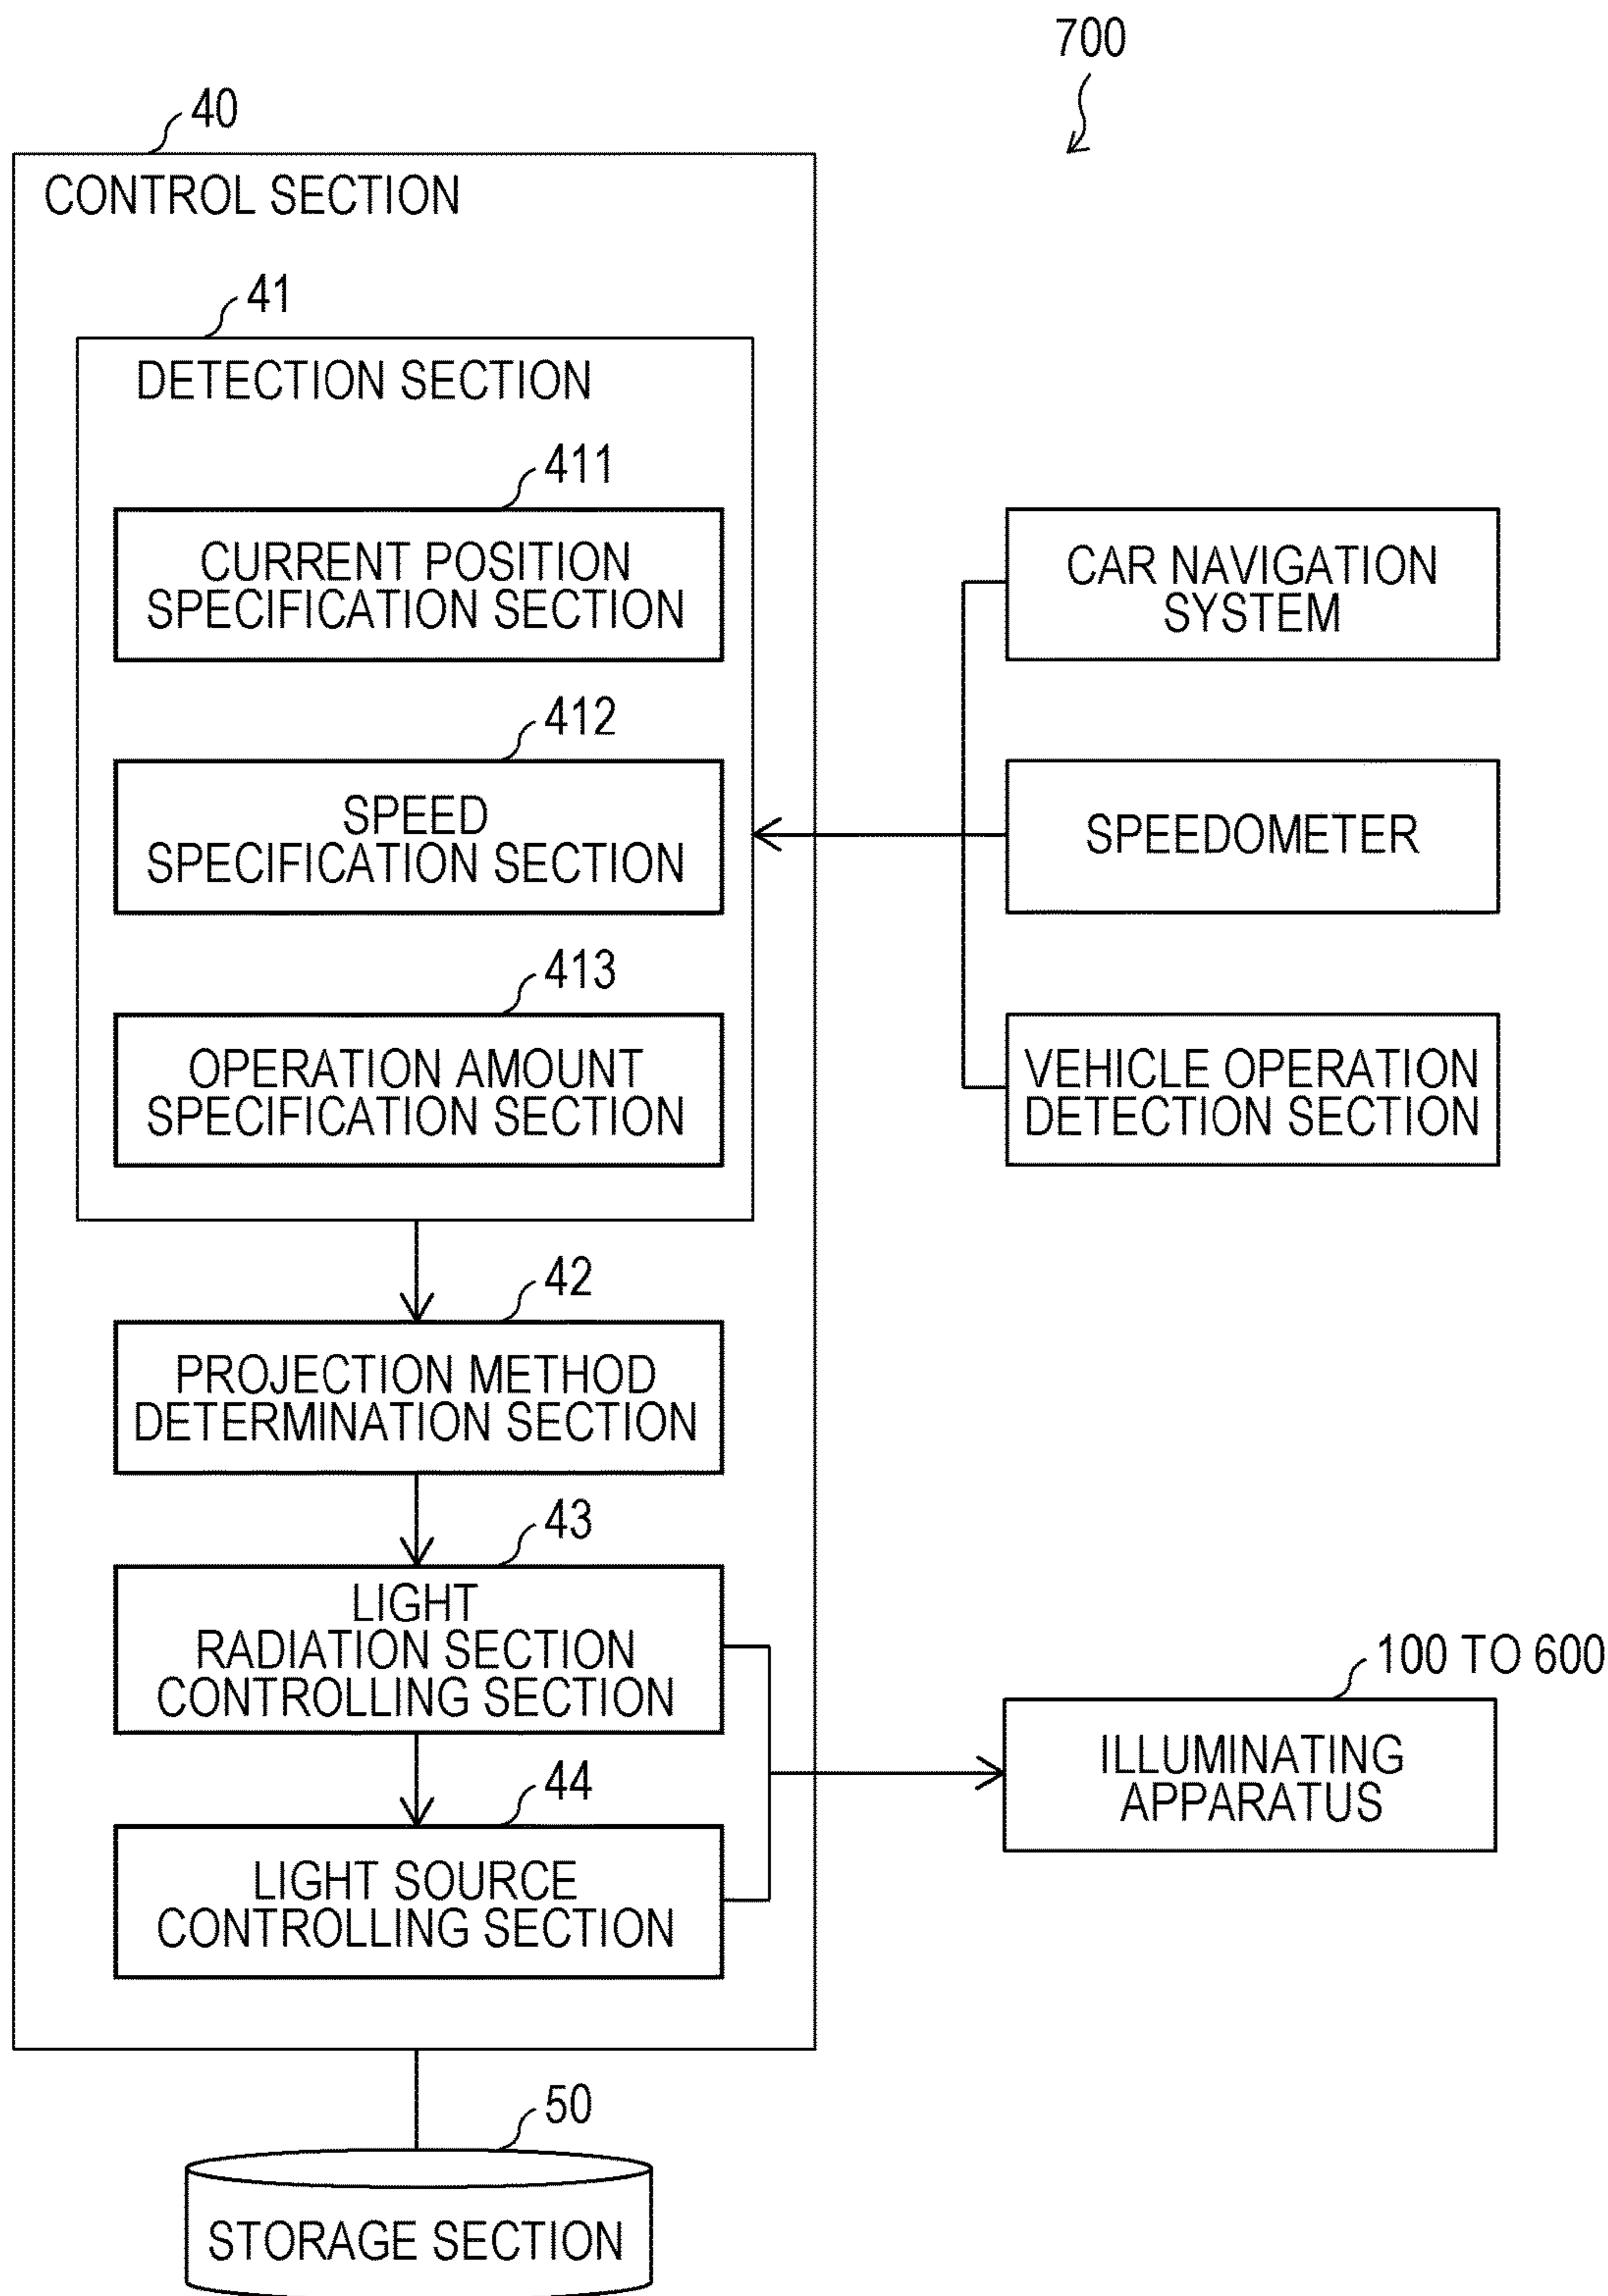 700
40
CONTROL SECTION
41
DETECTION SECTION
411
CURRENT POSITION
SPECIFICATION SECTION
CAR NAVIGATION
SYSTEM
412
SPEED
SPECIFICATION SECTION
SPEEDOMETER
413
OPERATION AMOUNT
SPECIFICATION SECTION
VEHICLE OPERATION
DETECTION SECTION
42
PROJECTION METHOD
DETERMINATION SECTION
43
LIGHT
RADIATION SECTION
CONTROLLING SECTION
100 TO 600
ILLUMINATING
APPARATUS
44
LIGHT SOURCE
CONTROLLING SECTION
50
STORAGE SECTION